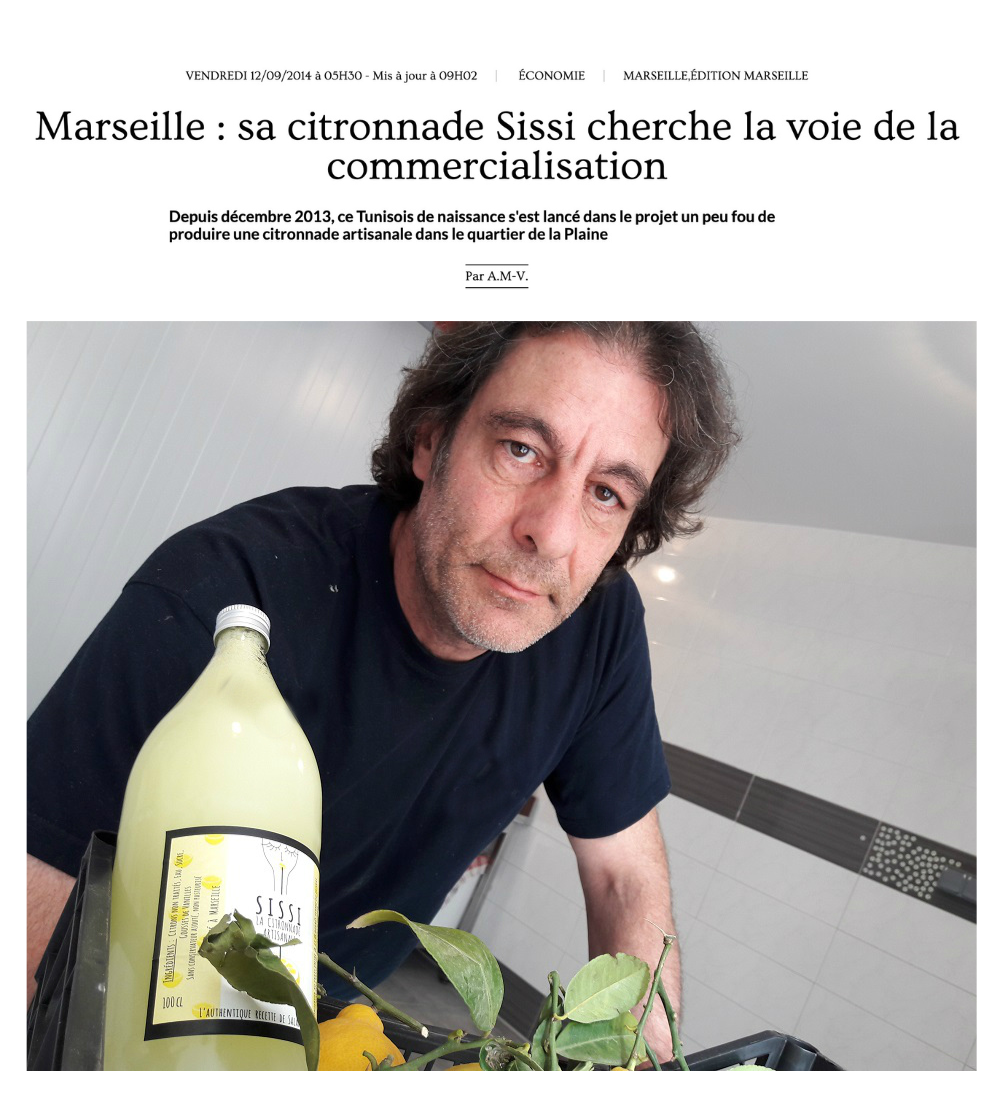 VENDREDI 12/09/2014 à 05H30 - Mis à jour à 09H02 | ÉCONOMIE | MARSEILLE,ÉDITION MARSEILLE
Marseille : sa citronnade Sissi cherche la voie de la
commercialisation
Depuis décembre 2013, ce Tunisois de naissance s'est lancé dans le projet un peu fou de
produire une citronnade artisanale dans le quartier de la Plaine
Par A.M-V.
INGRÉDIENTS : CITRONS NON TRAITÉS, EAU, SUCRE,
GOUSSES DE VANILLES
SANS CONSERVATEUR AJOUTÉ, NON PASTEURISÉ
À MARSEILLE
100 CL
SISSI
LA CITRONNADE
ARTISANALE
L'AUTHENTIQUE RECETTE DE